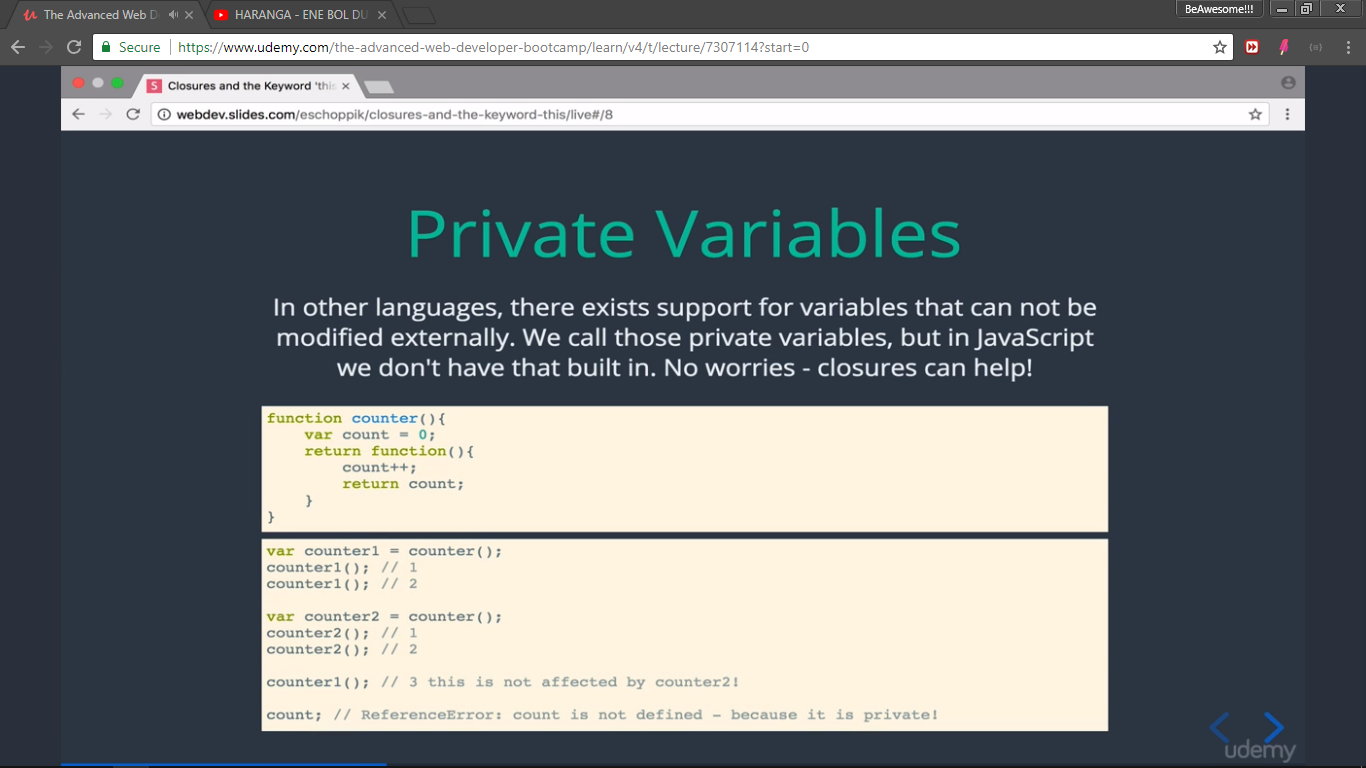 The Advanced Web D
HARANGA - ENE BOL DU
BeAwesome!!!
Secure
https://www.udemy.com/the-advanced-web-developer-bootcamp/learn/v4/t/lecture/7307114?start=0
S
Closures and the Keyword 'this
webdev.slides.com/eschoppik/closures-and-the-keyword-this/live#/8
Private Variables
In other languages, there exists support for variables that can not be
modified externally. We call those private variables, but in JavaScript
we don't have that built in. No worries - closures can help!
function counter(){
    var count = 0;
    return function(){
        count++;
        return count;
    }
}
var counter1 = counter();
counter1(); // 1
counter1(); // 2
var counter2 = counter();
counter2(); // 1
counter2(); // 2
counter1(); // 3 this is not affected by counter2!
count; // ReferenceError: count is not defined - because it is private!
udemy